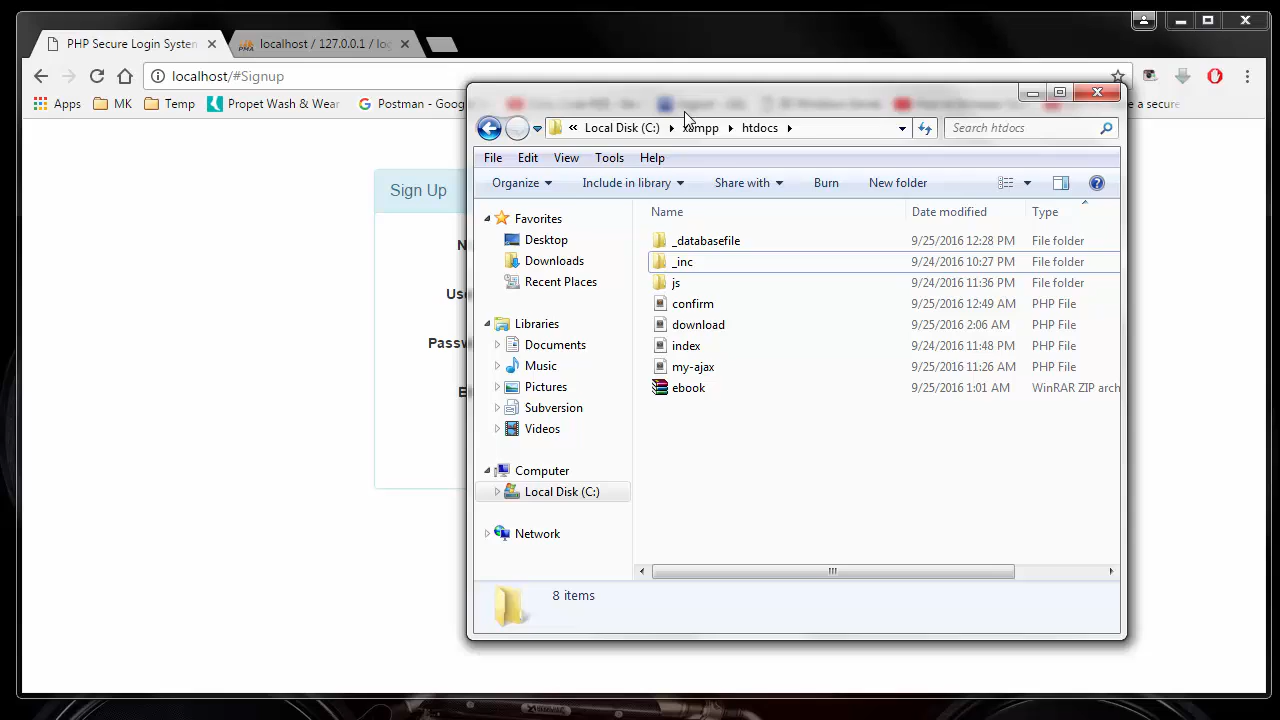 PHP Secure Login System
localhost / 127.0.0.1 / log
localhost/#Signup
Apps
MK
Temp
Propet Wash & Wear
Postman - Goog
e a secure
Sign Up
N
Use
Passw
E
Local Disk (C:)
xampp
htdocs
Search htdocs
File
Edit
View
Tools
Help
Organize
Include in library
Share with
Burn
New folder
Favorites
Desktop
Downloads
Recent Places
Libraries
Documents
Music
Pictures
Subversion
Videos
Computer
Local Disk (C:)
Network
Name Date modified Type
_databasefile 9/25/2016 12:28 PM File folder
_inc 9/24/2016 10:27 PM File folder
js 9/24/2016 11:36 PM File folder
confirm 9/25/2016 12:49 AM PHP File
download 9/25/2016 2:06 AM PHP File
index 9/24/2016 11:48 PM PHP File
my-ajax 9/25/2016 11:26 AM PHP File
ebook 9/25/2016 1:01 AM WinRAR ZIP arch
8 items